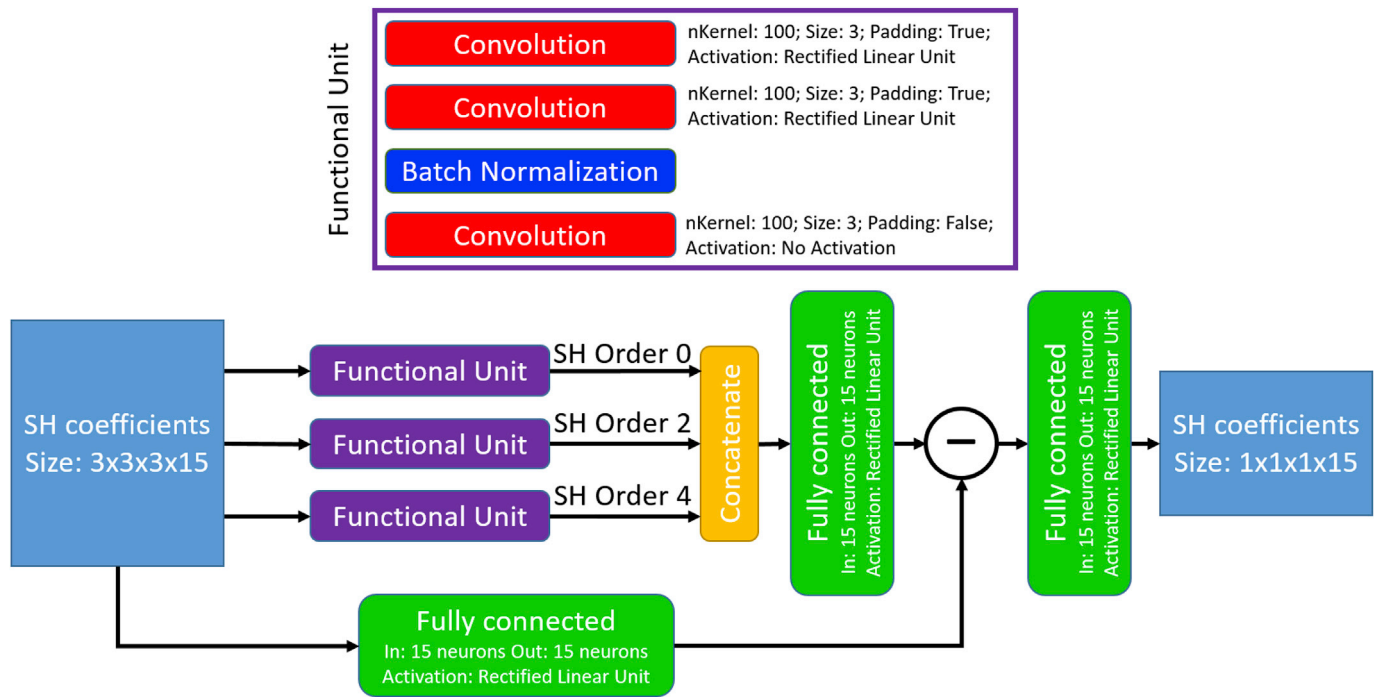 Functional Unit
Convolution
nKernel: 100; Size: 3; Padding: True;
Activation: Rectified Linear Unit
Convolution
nKernel: 100; Size: 3; Padding: True;
Activation: Rectified Linear Unit
Batch Normalization
Convolution
nKernel: 100; Size: 3; Padding: False;
Activation: No Activation
SH coefficients
Size: 3x3x3x15
Functional Unit
SH Order 0
Functional Unit
SH Order 2
Functional Unit
SH Order 4
Concatenate
Fully connected
In: 15 neurons Out: 15 neurons
Activation: Rectified Linear Unit
−
Fully connected
In: 15 neurons Out: 15 neurons
Activation: Rectified Linear Unit
SH coefficients
Size: 1x1x1x15
Fully connected
In: 15 neurons Out: 15 neurons
Activation: Rectified Linear Unit